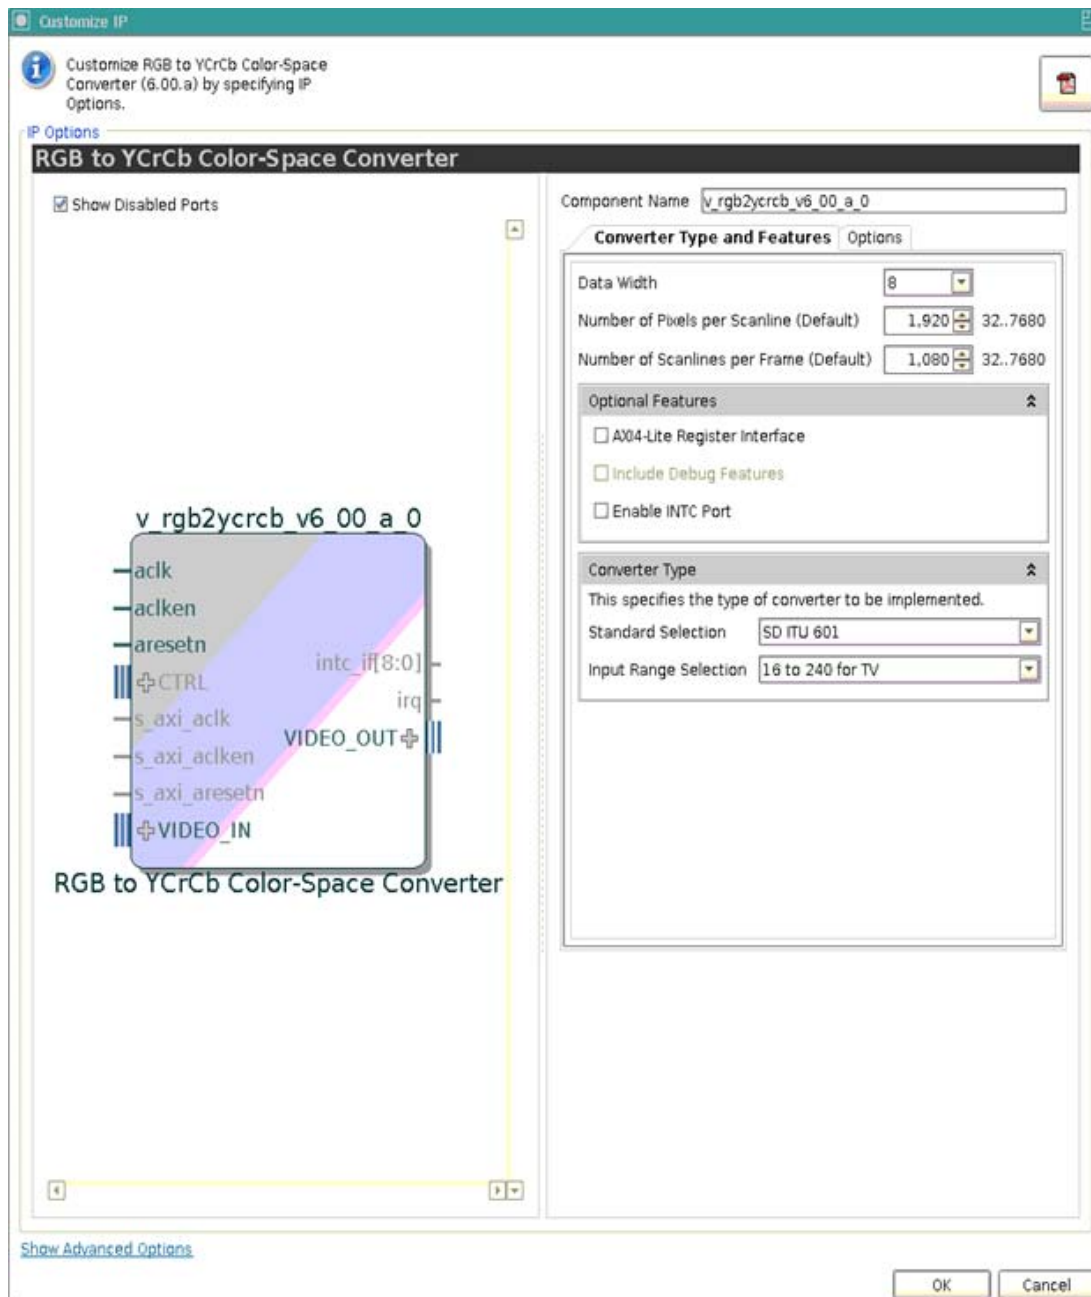 Customize IP
Customize RGB to YCrCb Color-Space
Converter (6.00.a) by specifying IP
Options.
IP Options
RGB to YCrCb Color-Space Converter
Show Disabled Ports
v_rgb2ycrcb_v6_00_a_0
aclk
aclken
aresetn
CTRL
s_axi_aclk
s_axi_aclken
s_axi_aresetn
VIDEO_IN
intc_if[8:0]
irq
VIDEO_OUT
RGB to YCrCb Color-Space Converter
Component Name v_rgb2ycrcb_v6_00_a_0
Converter Type and Features Options
Data Width 8
Number of Pixels per Scanline (Default) 1,920 32..7680
Number of Scanlines per Frame (Default) 1,080 32..7680
Optional Features
AXI4-Lite Register Interface
Include Debug Features
Enable INTC Port
Converter Type
This specifies the type of converter to be implemented.
Standard Selection SD ITU 601
Input Range Selection 16 to 240 for TV
Show Advanced Options
OK Cancel